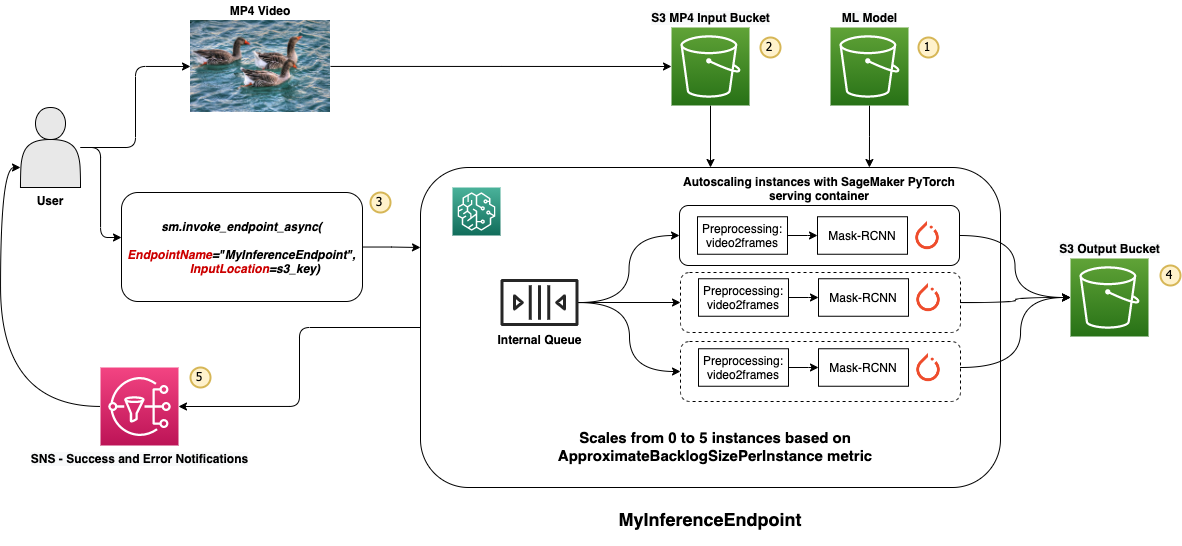 MP4 Video
S3 MP4 Input Bucket
2
ML Model
1
User
sm.invoke_endpoint_async(
EndpointName="MyInferenceEndpoint",
InputLocation=s3_key)
3
Autoscaling instances with SageMaker PyTorch
serving container
Preprocessing:
video2frames
Mask-RCNN
Preprocessing:
video2frames
Mask-RCNN
Preprocessing:
video2frames
Mask-RCNN
Internal Queue
S3 Output Bucket
4
5
SNS - Success and Error Notifications
Scales from 0 to 5 instances based on
ApproximateBacklogSizePerInstance metric
MyInferenceEndpoint